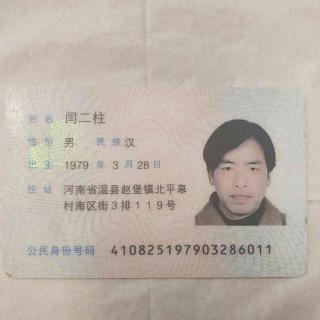 姓名 闫二柱
性别 男 民族 汉
出生 1979 年 3 月 28 日
住址 河南省温县赵堡镇北平皋
村南区街3排119号
公民身份号码 410825197903286011